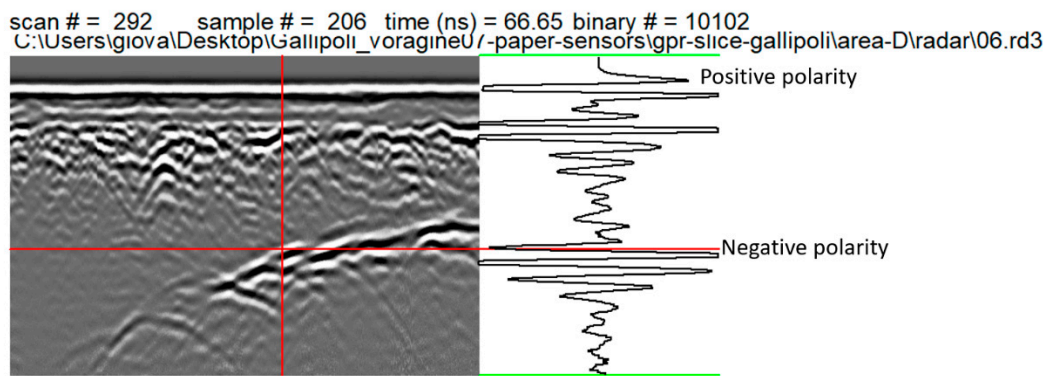 scan # = 292 sample # = 206 time (ns) = 66.65 binary # = 10102
C:\Users\giova\Desktop\Gallipoli_voragine07-paper-sensors\gpr-slice-gallipoli\area-D\radar\06.rd3
Positive polarity
Negative polarity